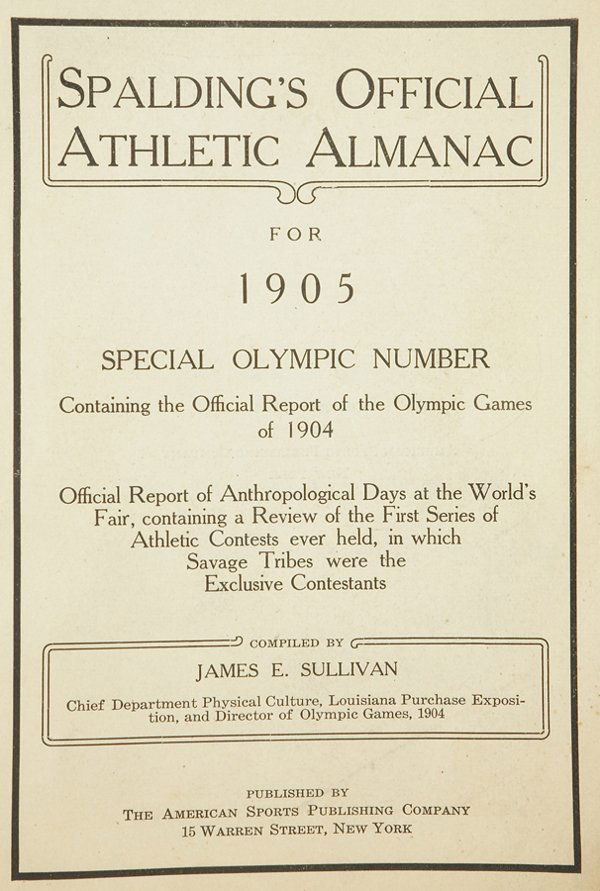 SPALDING'S OFFICIAL
ATHLETIC ALMANAC
FOR
1905
SPECIAL OLYMPIC NUMBER
Containing the Official Report of the Olympic Games
of 1904
Official Report of Anthropological Days at the World's
Fair, containing a Review of the First Series of
Athletic Contests ever held, in which
Savage Tribes were the
Exclusive Contestants
COMPILED BY
JAMES E. SULLIVAN
Chief Department Physical Culture, Louisiana Purchase Exposi-
tion, and Director of Olympic Games, 1904
PUBLISHED BY
THE AMERICAN SPORTS PUBLISHING COMPANY
15 WARREN STREET, NEW YORK